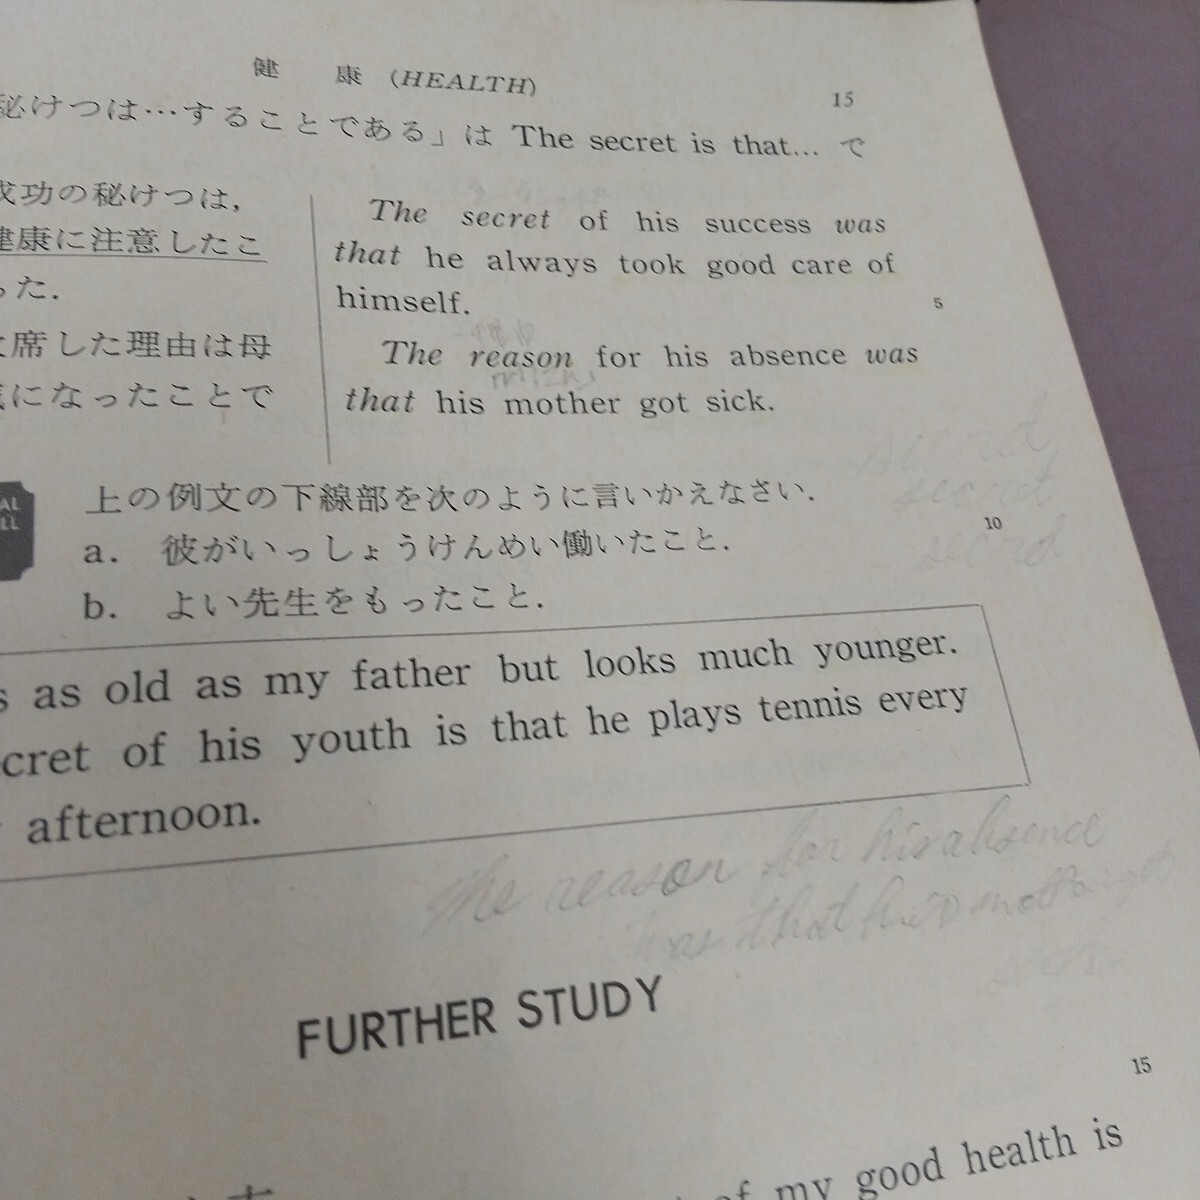 健 康 (HEALTH)
15
秘けつは…することである」は The secret is that... で
成功の秘けつは,
健康に注意したこ
った.
欠席した理由は母
気になったことで
The secret of his success was
that he always took good care of
himself.
5
理由
The reason for his absence was
that his mother got sick.
secret
上の例文の下線部を次のように言いかえなさい.
10
a. 彼がいっしょうけんめい働いたこと.
b. よい先生をもったこと.
s as old as my father but looks much younger.
cret of his youth is that he plays tennis every
afternoon.
the reason for his absence
was that his mother got
FURTHER STUDY
15
of my good health is